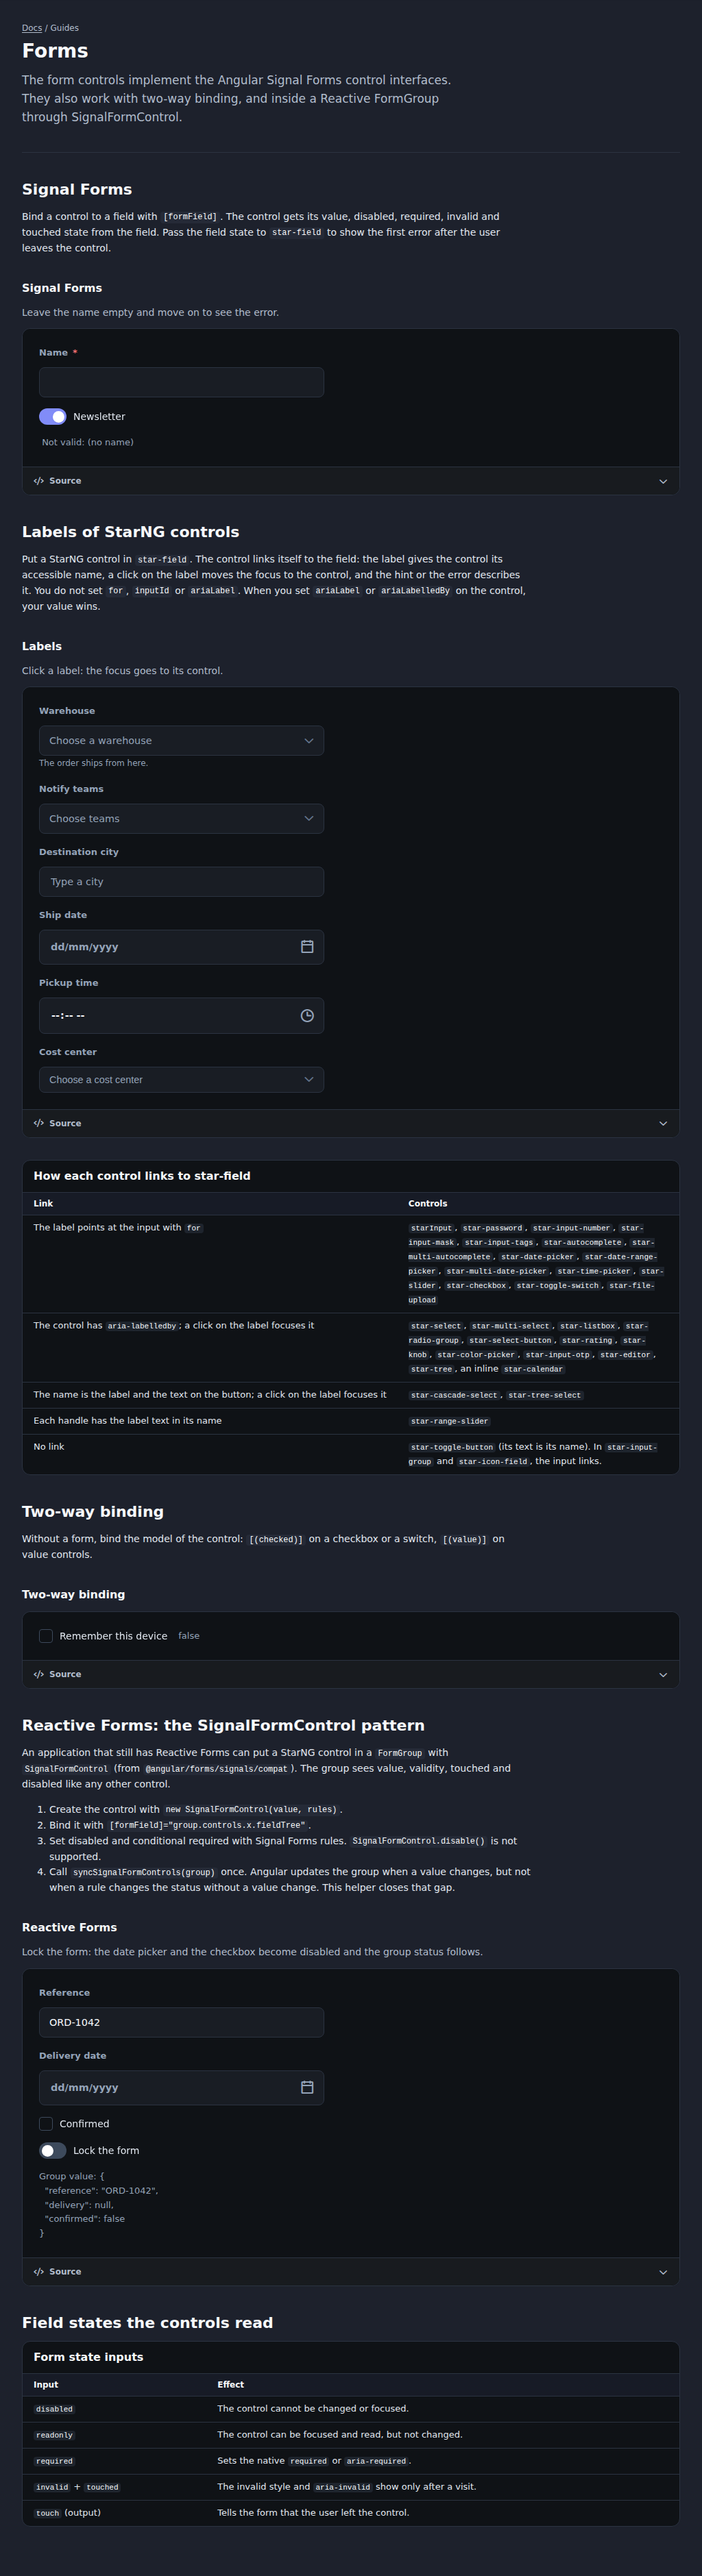 Docs / Guides
Forms
The form controls implement the Angular Signal Forms control interfaces.
They also work with two-way binding, and inside a Reactive FormGroup
through SignalFormControl.
Signal Forms
Bind a control to a field with [formField]. The control gets its value, disabled, required, invalid and
touched state from the field. Pass the field state to star-field to show the first error after the user
leaves the control.
Signal Forms
Leave the name empty and move on to see the error.
Name *
Newsletter
Not valid: (no name)
</> Source
Labels of StarNG controls
Put a StarNG control in star-field. The control links itself to the field: the label gives the control its
accessible name, a click on the label moves the focus to the control, and the hint or the error describes
it. You do not set for, inputId or ariaLabel. When you set ariaLabel or ariaLabelledBy on the control,
your value wins.
Labels
Click a label: the focus goes to its control.
Warehouse
Choose a warehouse
The order ships from here.
Notify teams
Choose teams
Destination city
Type a city
Ship date
dd/mm/yyyy
Pickup time
--:-- --
Cost center
Choose a cost center
</> Source
How each control links to star-field
Link Controls
The label points at the input with for
starInput, star-password, star-input-number, star-
input-mask, star-input-tags, star-autocomplete, star-
multi-autocomplete, star-date-picker, star-date-range-
picker, star-multi-date-picker, star-time-picker, star-
slider, star-checkbox, star-toggle-switch, star-file-
upload
The control has aria-labelledby; a click on the label focuses it
star-select, star-multi-select, star-listbox, star-
radio-group, star-select-button, star-rating, star-
knob, star-color-picker, star-input-otp, star-editor,
star-tree, an inline star-calendar
The name is the label and the text on the button; a click on the label focuses it
star-cascade-select, star-tree-select
Each handle has the label text in its name
star-range-slider
No link
star-toggle-button (its text is its name). In star-input-
group and star-icon-field, the input links.
Two-way binding
Without a form, bind the model of the control: [(checked)] on a checkbox or a switch, [(value)] on
value controls.
Two-way binding
Remember this device false
</> Source
Reactive Forms: the SignalFormControl pattern
An application that still has Reactive Forms can put a StarNG control in a FormGroup with
SignalFormControl (from @angular/forms/signals/compat). The group sees value, validity, touched and
disabled like any other control.
1. Create the control with new SignalFormControl(value, rules).
2. Bind it with [formField]="group.controls.x.fieldTree".
3. Set disabled and conditional required with Signal Forms rules. SignalFormControl.disable() is not
supported.
4. Call syncSignalFormControls(group) once. Angular updates the group when a value changes, but not
when a rule changes the status without a value change. This helper closes that gap.
Reactive Forms
Lock the form: the date picker and the checkbox become disabled and the group status follows.
Reference
ORD-1042
Delivery date
dd/mm/yyyy
Confirmed
Lock the form
Group value: {
"reference": "ORD-1042",
"delivery": null,
"confirmed": false
}
</> Source
Field states the controls read
Form state inputs
Input Effect
disabled The control cannot be changed or focused.
readonly The control can be focused and read, but not changed.
required Sets the native required or aria-required.
invalid + touched The invalid style and aria-invalid show only after a visit.
touch (output) Tells the form that the user left the control.